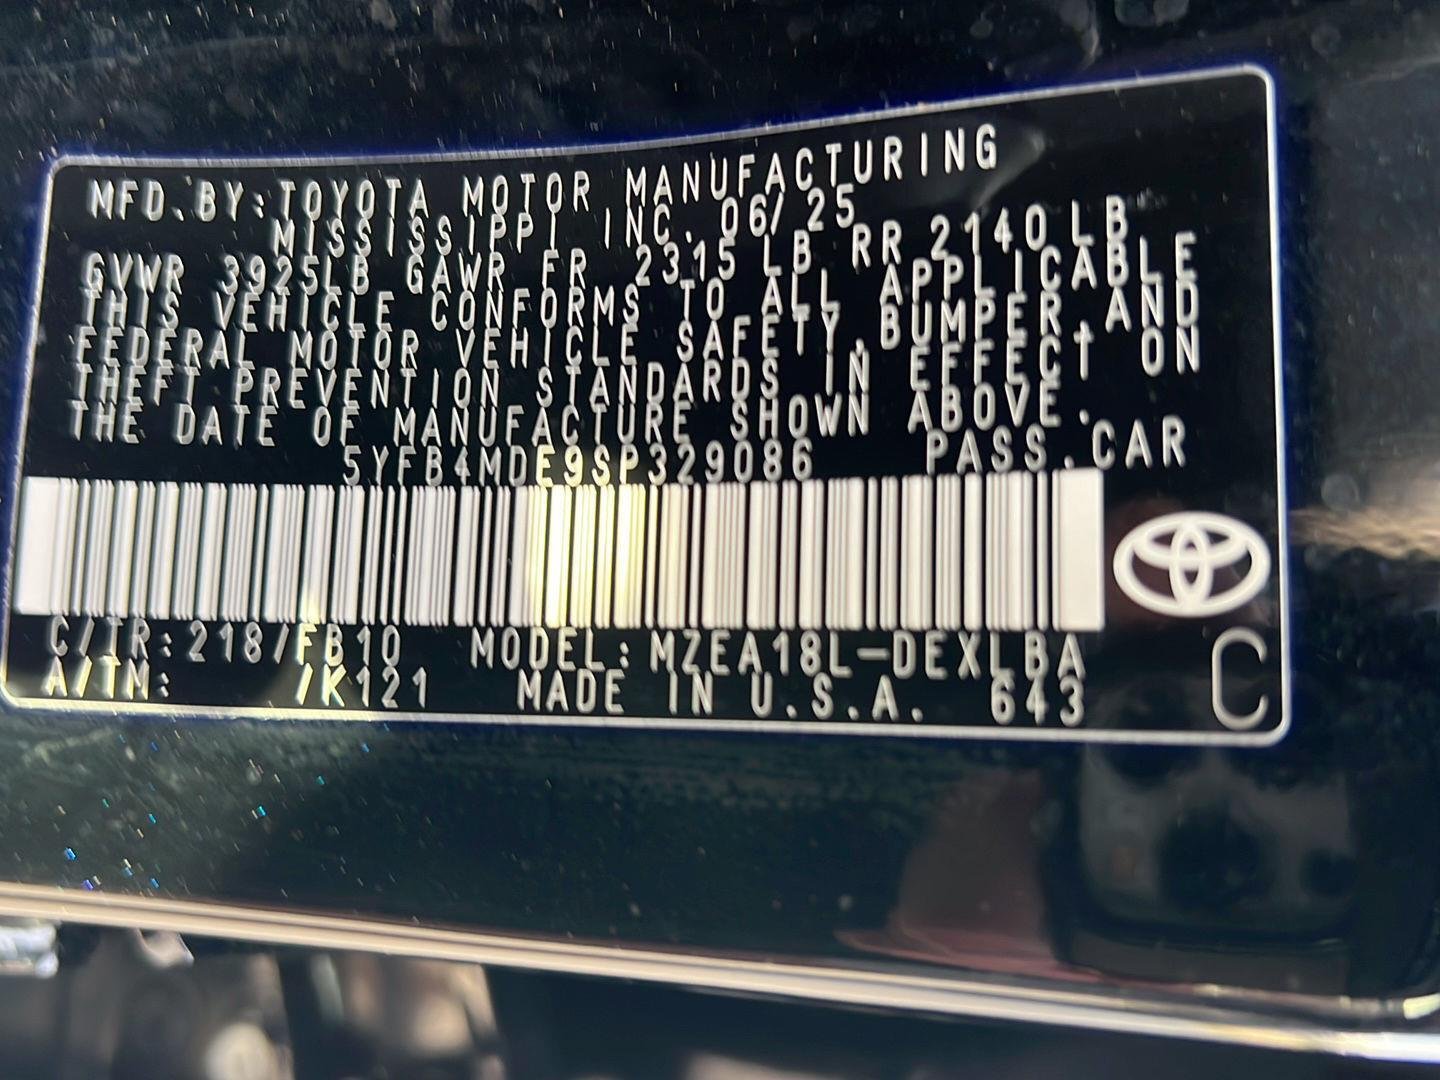 MFD. BY: TOYOTA MOTOR MANUFACTURING
MISSISSIPPI INC. 06/25
GVWR 3925LB GAWR FR 2315 LB RR 2140 LB
THIS VEHICLE CONFORMS TO ALL APPLICABLE
FEDERAL MOTOR VEHICLE SAFETY, BUMPER, AND
THEFT PREVENTION STANDARDS IN EFFECT ON
THE DATE OF MANUFACTURE SHOWN ABOVE.
5YFB4MDE9SP329086 PASS. CAR
C/TR: 218/FB10 MODEL: MZEA18L-DEXLBA
A/TM: /K121 MADE IN U.S.A. 643
C